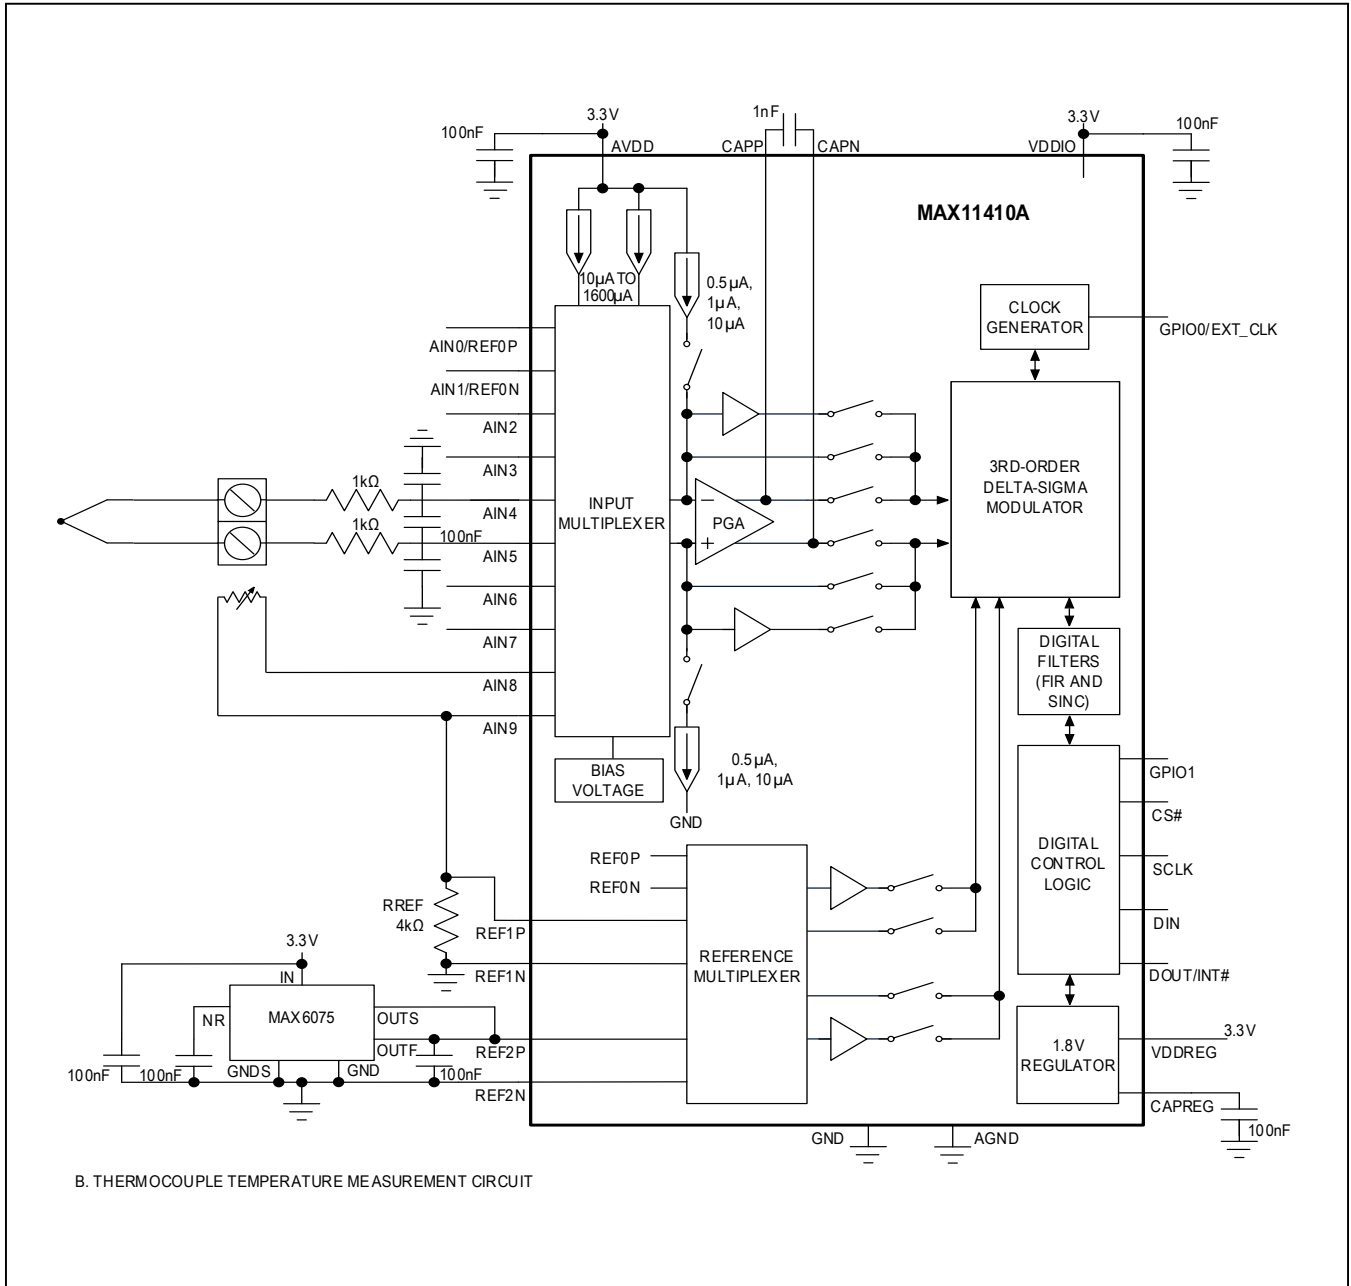 3.3V
100nF
AVDD
1nF
CAPP
CAPN
3.3V
100nF
VDDIO
MAX11410A
10µA TO
1600µA
0.5µA,
1µA,
10µA
CLOCK
GENERATOR
GPIO0/EXT_CLK
AIN0/REF0P
AIN1/REF0N
AIN2
AIN3
AIN4
AIN5
AIN6
AIN7
AIN8
AIN9
1kΩ
1kΩ
100nF
INPUT
MULTIPLEXER
−
PGA
+
3RD-ORDER
DELTA-SIGMA
MODULATOR
DIGITAL
FILTERS
(FIR AND
SINC)
BIAS
VOLTAGE
0.5µA,
1µA, 10µA
GND
GPIO1
CS#
SCLK
DIN
DOUT/INT#
DIGITAL
CONTROL
LOGIC
REF0P
REF0N
RREF
4kΩ
REF1P
REF1N
REFERENCE
MULTIPLEXER
3.3V
IN
NR
MAX6075
OUTS
OUTF
GNDS
GND
100nF
100nF
100nF
REF2P
REF2N
1.8V
REGULATOR
3.3V
VDDREG
CAPREG
100nF
GND
AGND
B. THERMOCOUPLE TEMPERATURE MEASUREMENT CIRCUIT